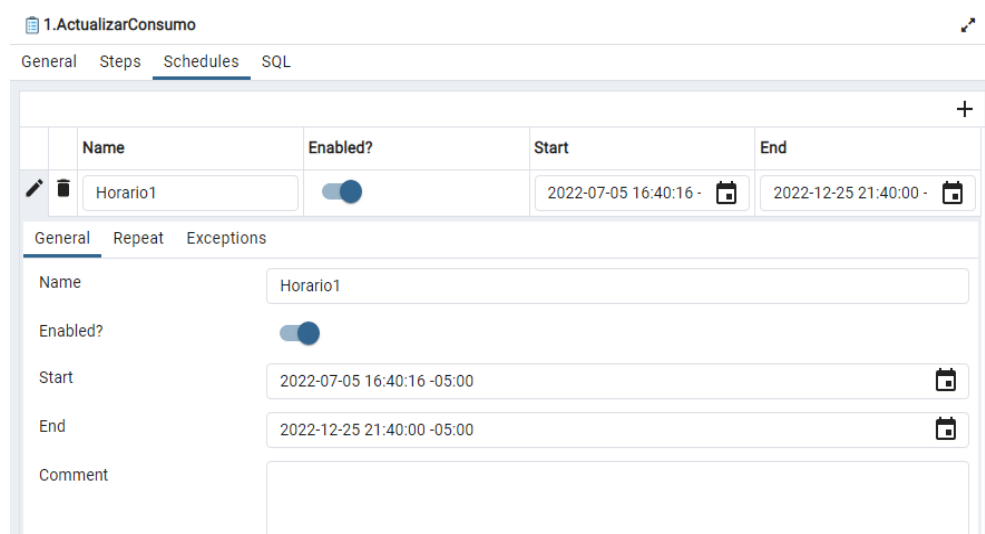 1.ActualizarConsumo
General Steps Schedules SQL
Name Enabled? Start End
Horario1 2022-07-05 16:40:16 - 2022-12-25 21:40:00 -
General Repeat Exceptions
Name Horario1
Enabled?
Start 2022-07-05 16:40:16 -05:00
End 2022-12-25 21:40:00 -05:00
Comment